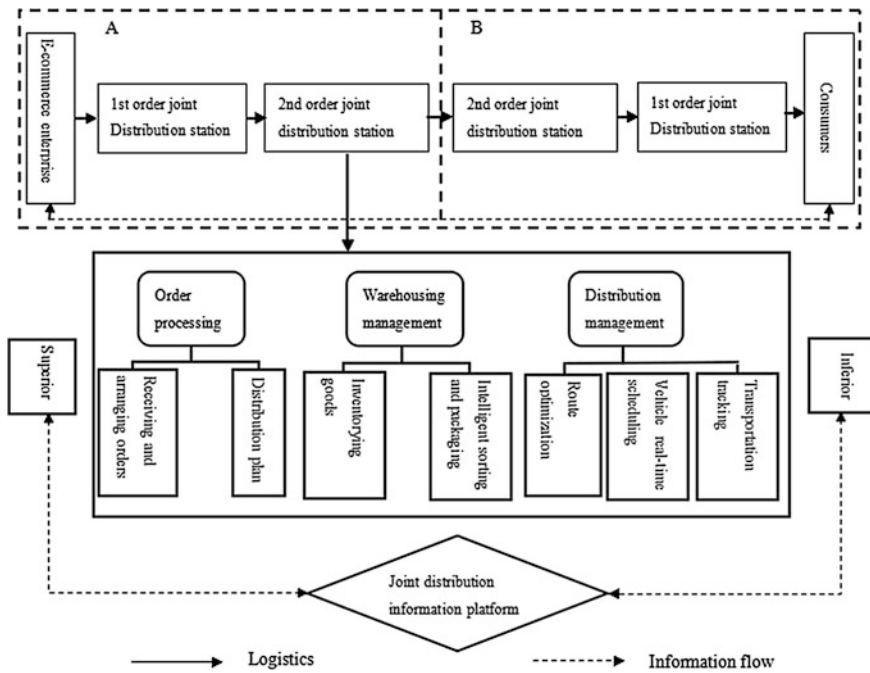 A
B
E-commerce enterprise
1st order joint
Distribution station
2nd order joint
distribution station
2nd order joint
distribution station
1st order joint
Distribution station
Consumers
Order
processing
Warehousing
management
Distribution
management
Superior
Receiving and
arranging orders
Distribution plan
Inventorying
goods
Intelligent sorting
and packaging
Route
optimization
Vehicle real-time
scheduling
Transportation
tracking
Inferior
Joint distribution
information platform
Logistics
Information flow